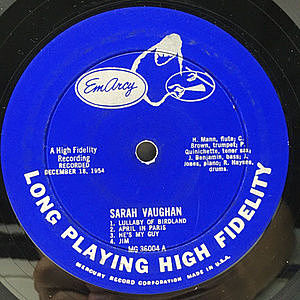 EmArcy
A High Fidelity
Recording
RECORDED
DECEMBER 18, 1954
H. Mann, flute; C.
Brown, trumpet; P.
Quinichette, tenor sax;
J. Benjamin, bass; J.
Jones, piano; R. Haynes,
drums.
SARAH VAUGHAN
1. LULLABY OF BIRDLAND
2. APRIL IN PARIS
3. HE'S MY GUY
4. JIM
MG 36004 A
LONG PLAYING HIGH FIDELITY
MERCURY RECORD CORPORATION MADE IN U.S.A.